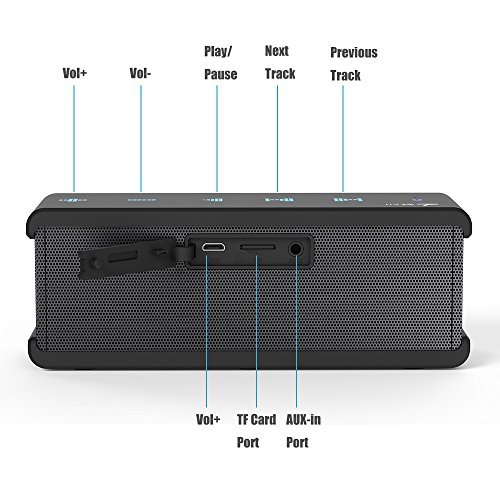 Vol+
Vol-
Play/
Pause
Next
Track
Previous
Track
Vol+
TF Card
Port
AUX-in
Port